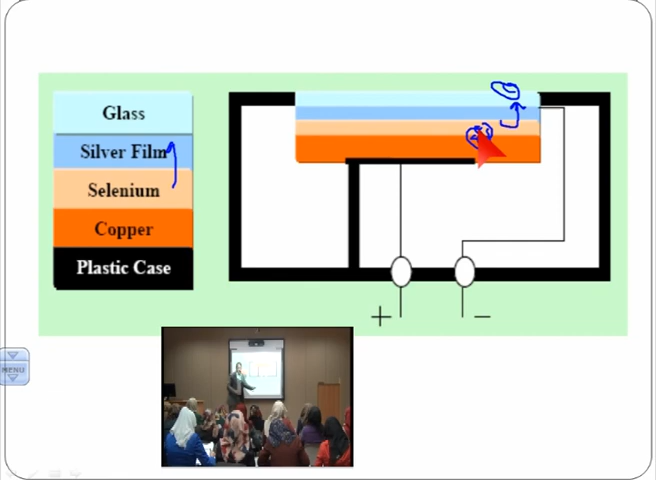 Glass
Silver Film
Selenium
Copper
Plastic Case
+ −
MENU